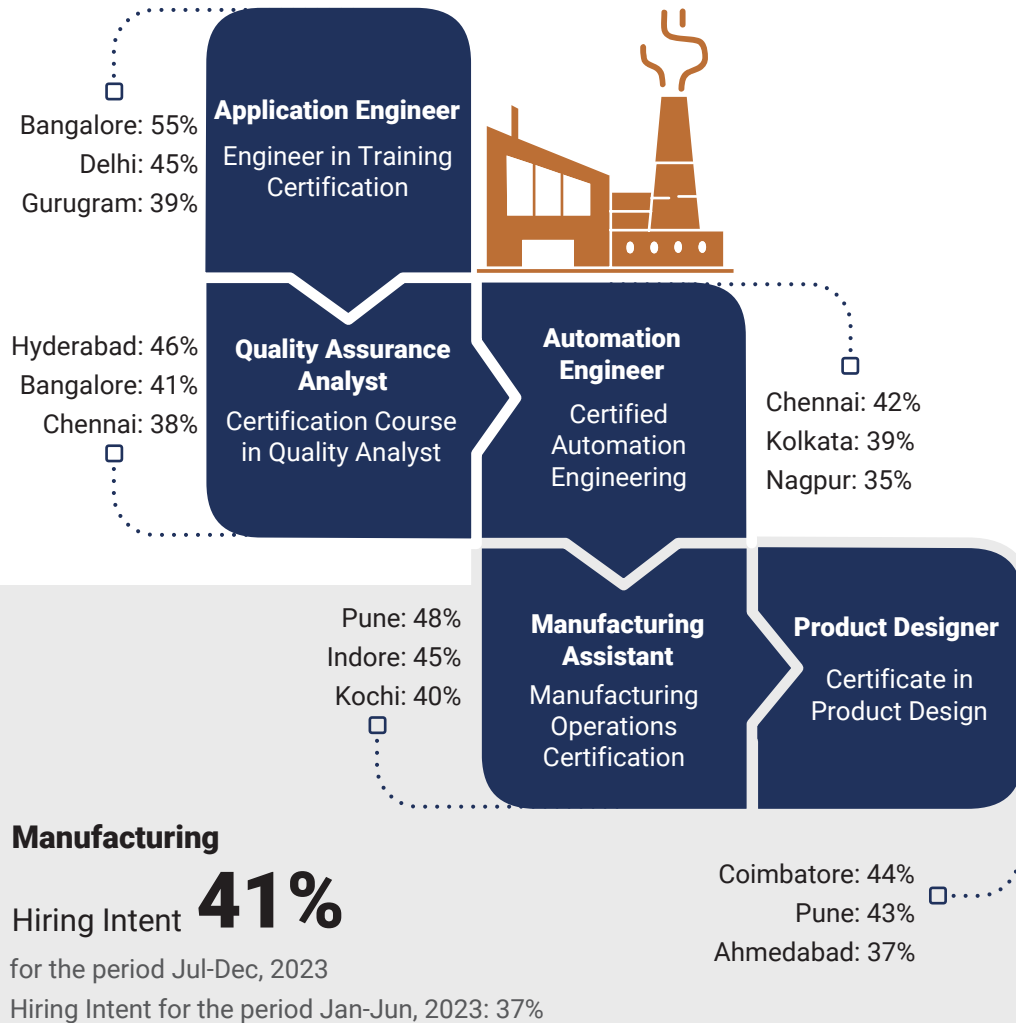 Application Engineer
Engineer in Training
Certification
Bangalore: 55%
Delhi: 45%
Gurugram: 39%
Quality Assurance
Analyst
Certification Course
in Quality Analyst
Hyderabad: 46%
Bangalore: 41%
Chennai: 38%
Automation
Engineer
Certified
Automation
Engineering
Chennai: 42%
Kolkata: 39%
Nagpur: 35%
Manufacturing
Assistant
Manufacturing
Operations
Certification
Pune: 48%
Indore: 45%
Kochi: 40%
Product Designer
Certificate in
Product Design
Coimbatore: 44%
Pune: 43%
Ahmedabad: 37%
Manufacturing
Hiring Intent 41%
for the period Jul-Dec, 2023
Hiring Intent for the period Jan-Jun, 2023: 37%